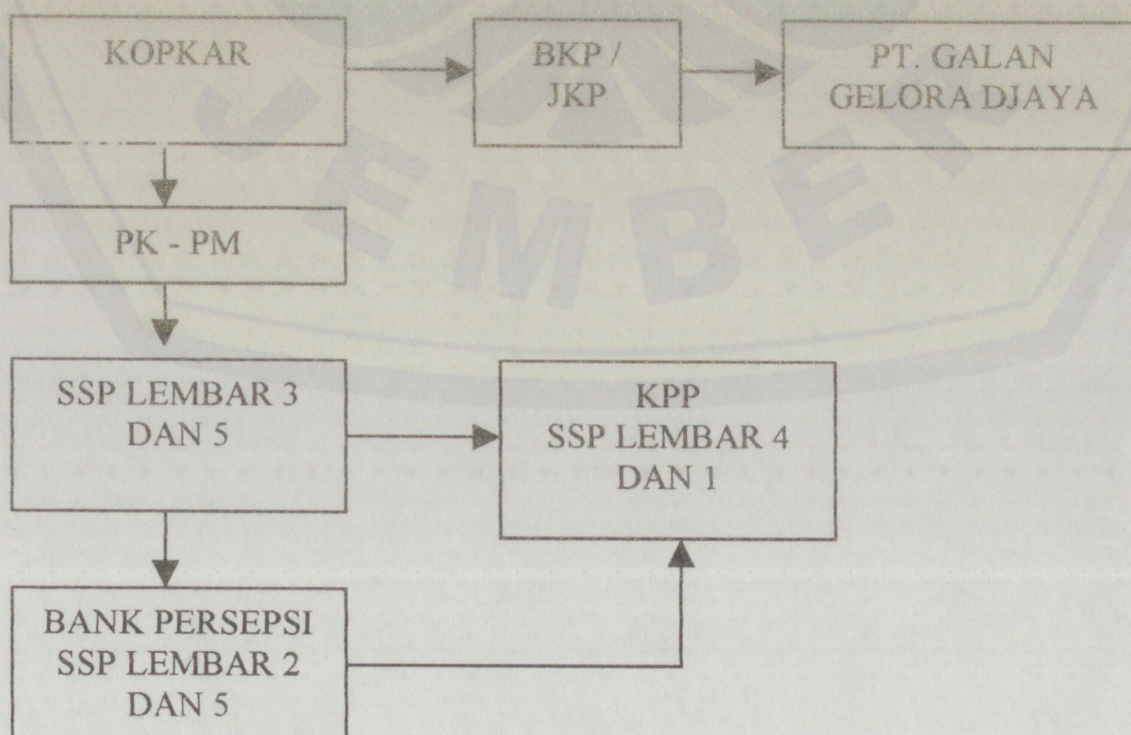 KOPKAR
BKP /
JKP
PT. GALAN
GELORA DJAYA
PK - PM
SSP LEMBAR 3
DAN 5
KPP
SSP LEMBAR 4
DAN 1
BANK PERSEPSI
SSP LEMBAR 2
DAN 5
JEMBER